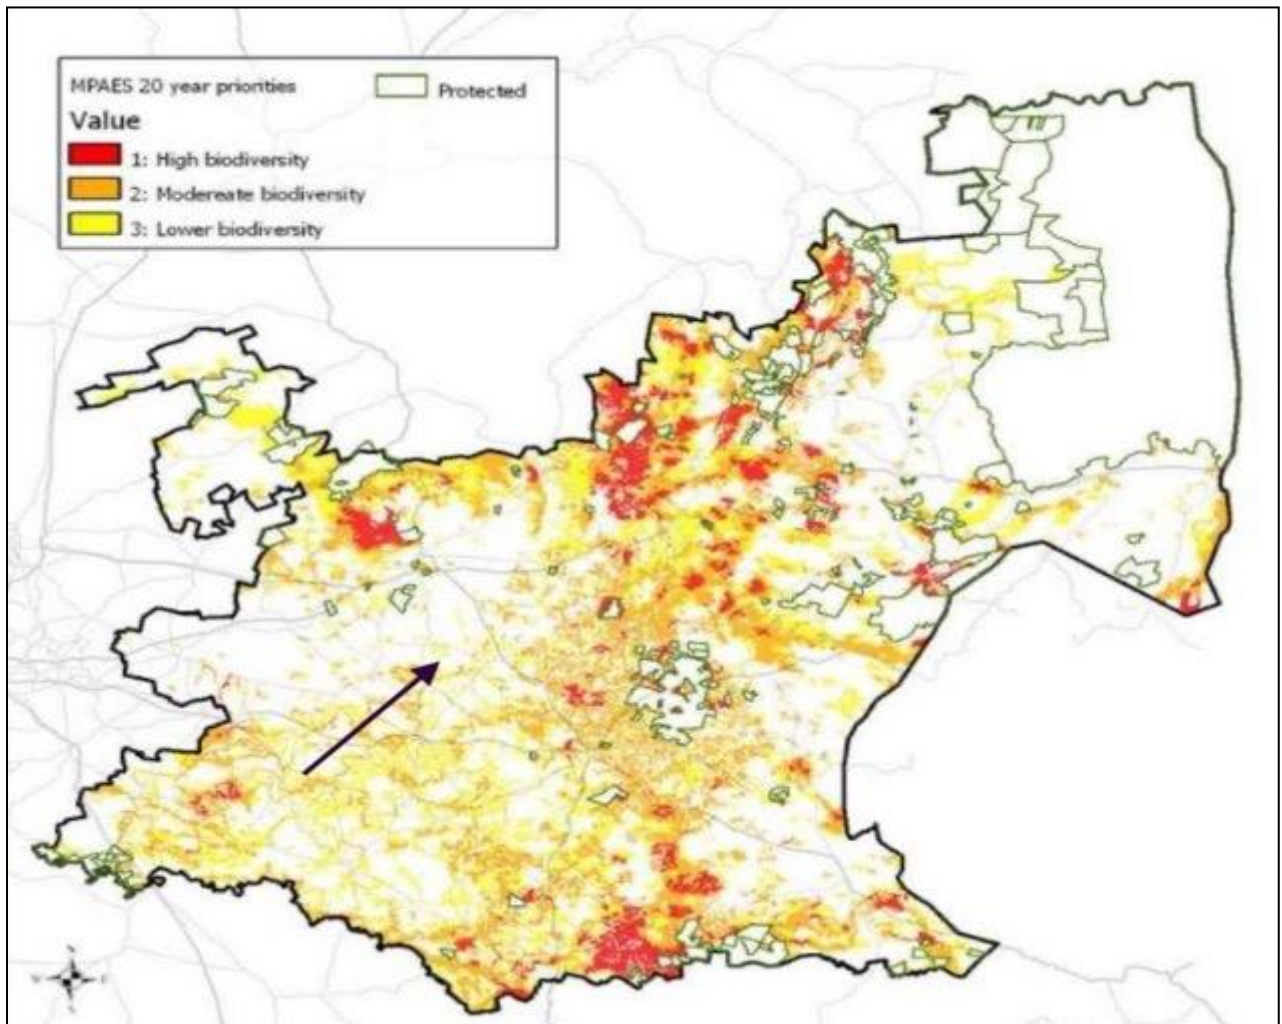 MPAES 20 year priorities
Protected
Value
1: High biodiversity
2: Modereate biodiversity
3: Lower biodiversity